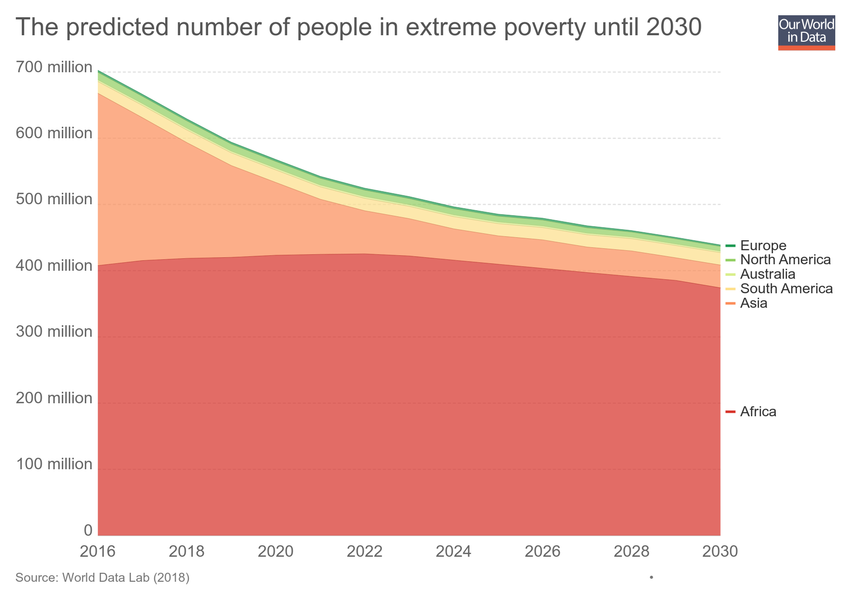 The predicted number of people in extreme poverty until 2030
Our World
in Data
700 million
600 million
500 million
400 million
300 million
200 million
100 million
0
2016 2018 2020 2022 2024 2026 2028 2030
Europe
North America
Australia
South America
Asia
Africa
Source: World Data Lab (2018)